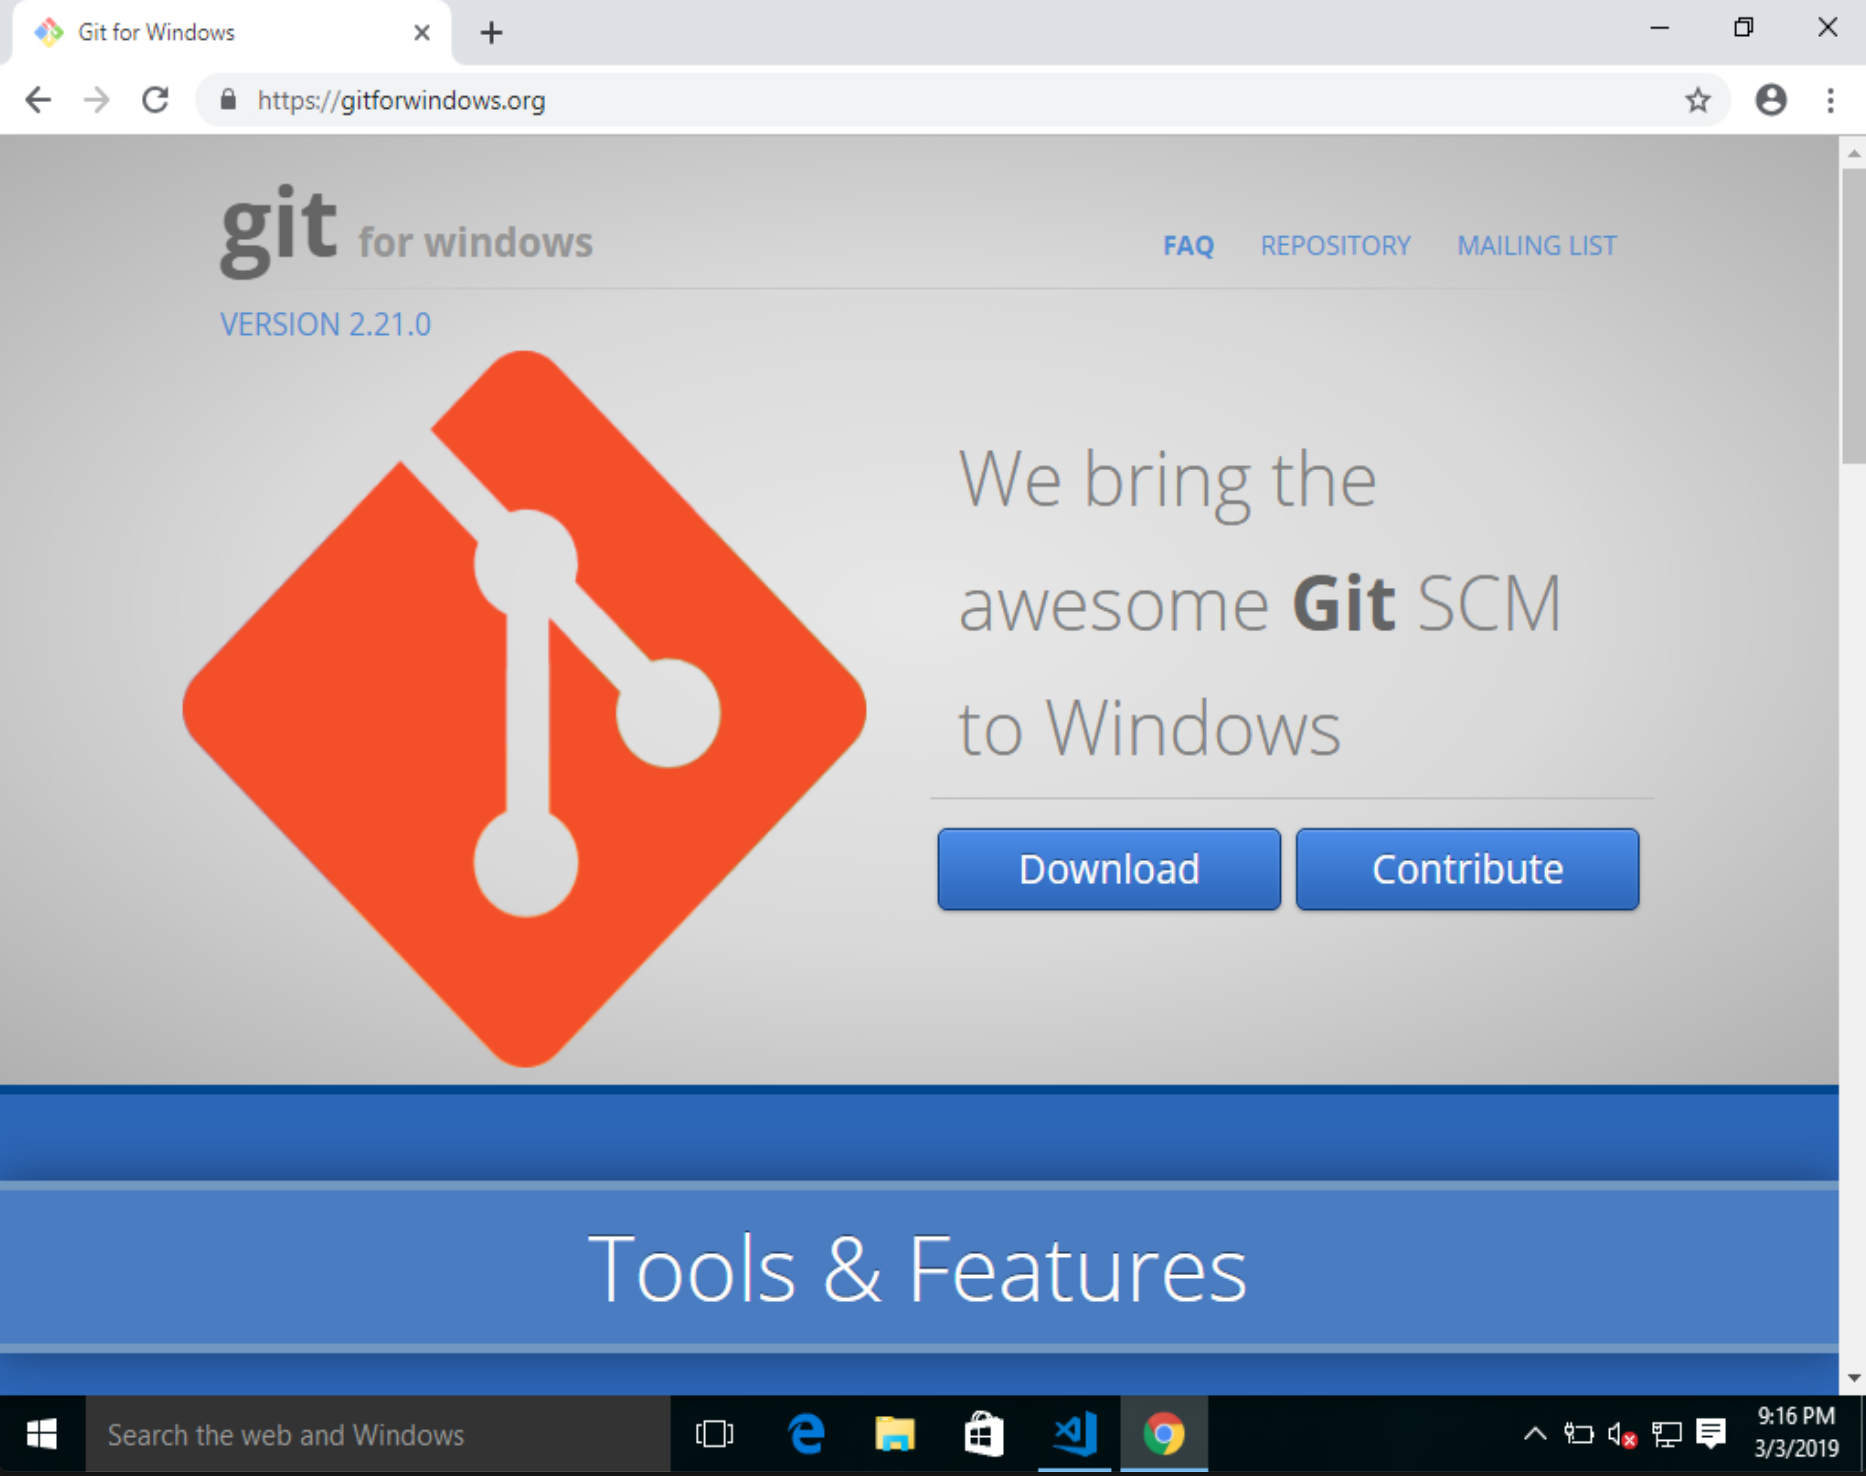 Git for Windows
https://gitforwindows.org
git for windows
FAQ REPOSITORY MAILING LIST
VERSION 2.21.0
We bring the
awesome Git SCM
to Windows
Download Contribute
Tools & Features
Search the web and Windows
9:16 PM
3/3/2019